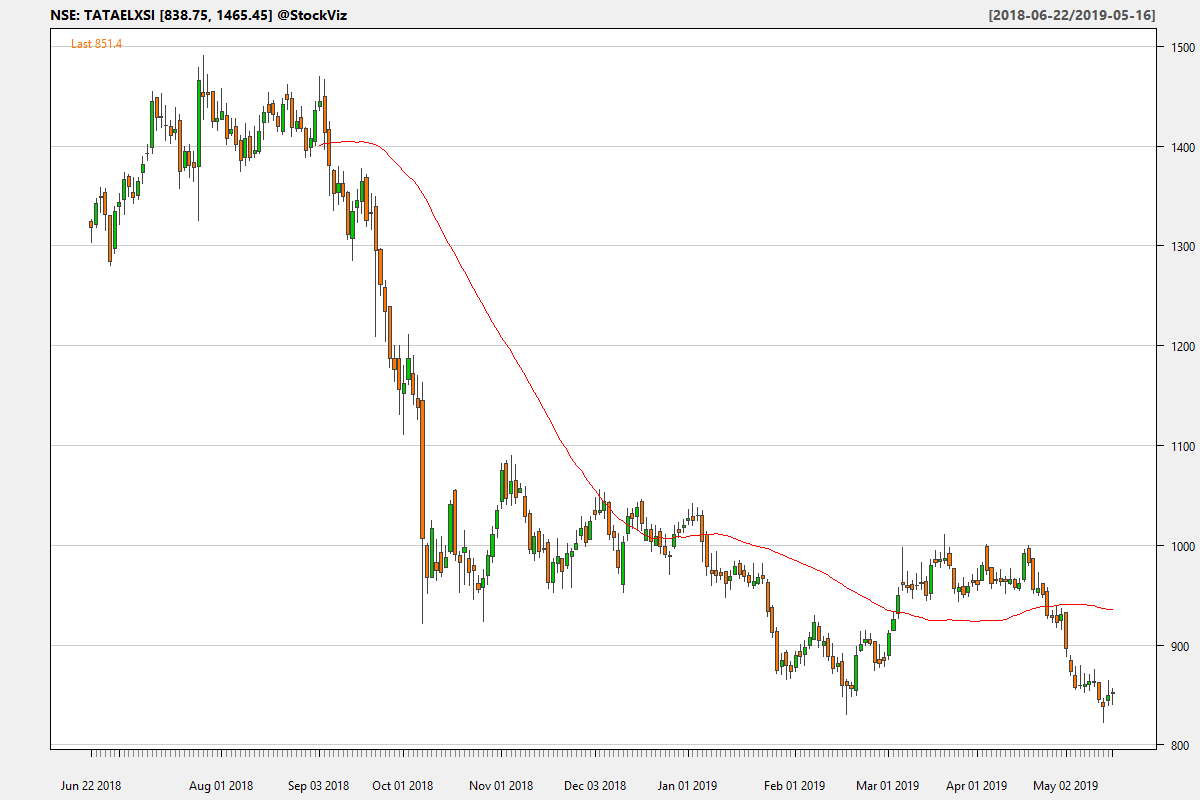 NSE: TATAELXSI [838.75, 1465.45] @StockViz [2018-06-22/2019-05-16]
Last 851.4
1500
1400
1300
1200
1100
1000
900
800
Jun 22 2018 Aug 01 2018 Sep 03 2018 Oct 01 2018 Nov 01 2018 Dec 03 2018 Jan 01 2019 Feb 01 2019 Mar 01 2019 Apr 01 2019 May 02 2019